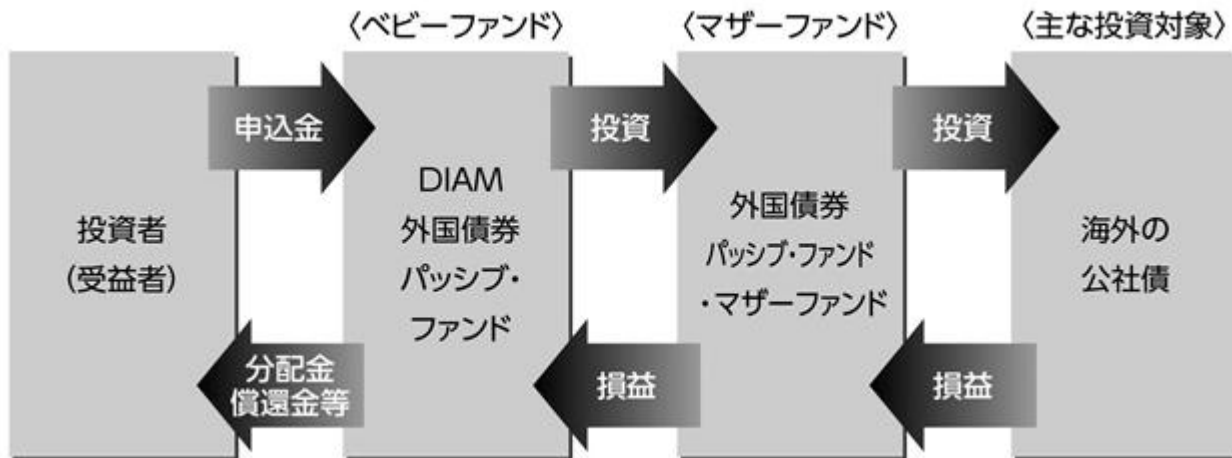 〈ベビーファンド〉
〈マザーファンド〉
〈主な投資対象〉
申込金
投資
投資
投資者
(受益者)
DIAM
外国債券
パッシブ・
ファンド
外国債券
パッシブ・ファンド
・マザーファンド
海外の
公社債
分配金
償還金等
損益
損益